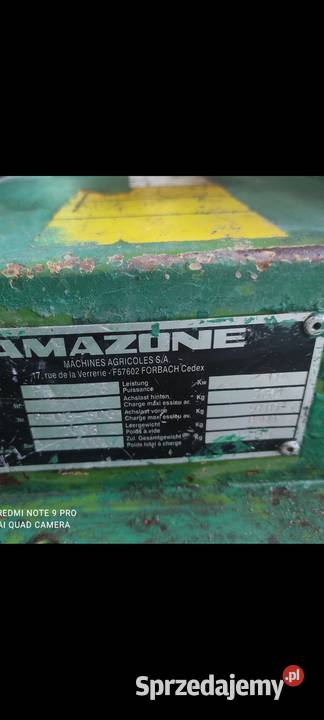 AMAZONE
MACHINES AGRICOLES S/A.
17, rue de la Verrerie - F57602 FORBACH Cedex
Leistung Kw
Puissance
Achslast hinten Kg
Charge maxi essieu ar.
Achslast vorge Kg
Charge maxi essieu av.
Leergewicht Kg
Poids à vide
Zul. Gesamtgewicht Kg
Poids total à charge
REDMI NOTE 9 PRO
AI QUAD CAMERA
Sprzedajemy.pl